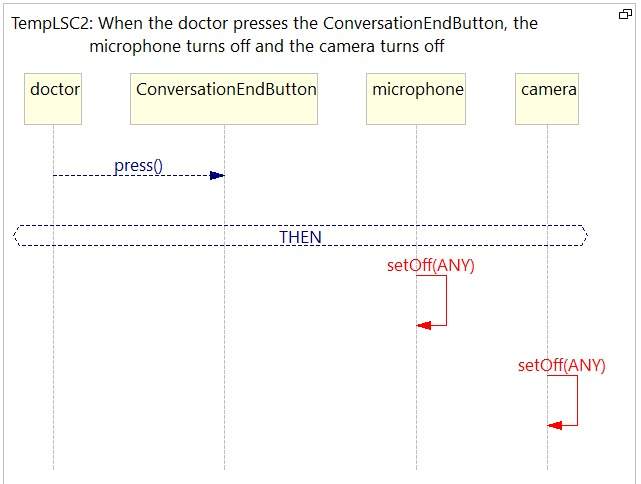 TempLSC2: When the doctor presses the ConversationEndButton, the
microphone turns off and the camera turns off
doctor
ConversationEndButton
microphone
camera
press()
THEN
setOff(ANY)
setOff(ANY)